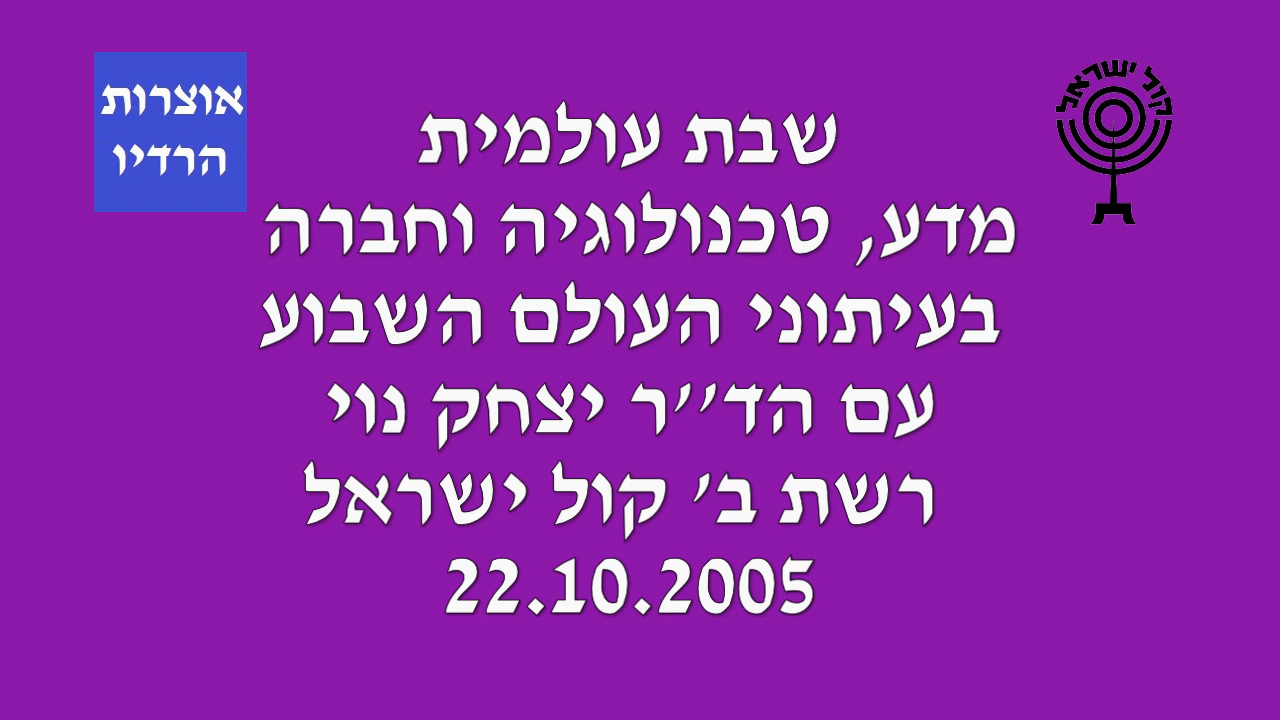 קול ישראל
אוצרות
הרדיו
שבת עולמית
מדע, טכנולוגיה וחברה
בעיתוני העולם השבוע
עם הד''ר יצחק נוי
רשת ב' קול ישראל
22.10.2005